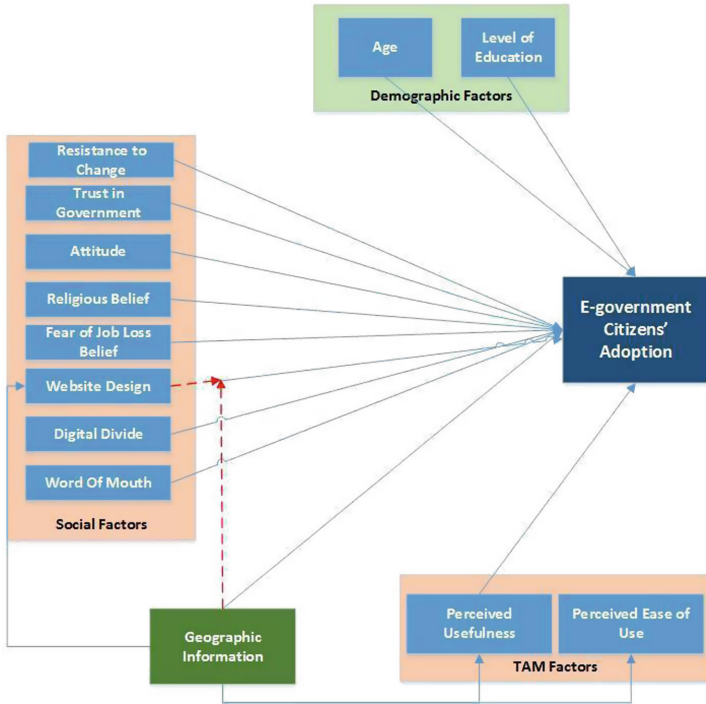 Age
Level of
Education
Demographic Factors
Resistance to
Change
Trust in
Government
Attitude
Religious Belief
Fear of Job Loss
Belief
Website Design
Digital Divide
Word Of Mouth
Social Factors
E-government
Citizens'
Adoption
Geographic
Information
Perceived
Usefulness
Perceived Ease of
Use
TAM Factors